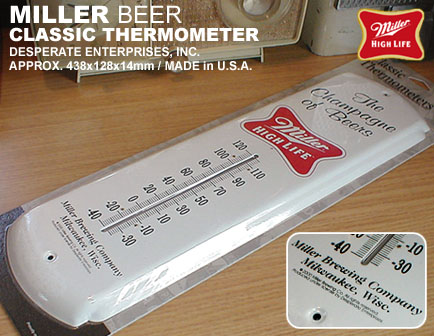 MILLER BEER
CLASSIC THERMOMETER
DESPERATE ENTERPRISES, INC.
APPROX. 438x128x14mm / MADE in U.S.A.
Miller
HIGH LIFE
Classic
Thermometers
The
Champagne
of Beers
Miller
HIGH LIFE
120
100
110
80
90
60
70
40
50
20
30
0
10
-20
-10
-40
-30
Miller Brewing Company
Milwaukee, Wisc.
-40
-10
-30
Miller Brewing Company
Milwaukee, Wisc.